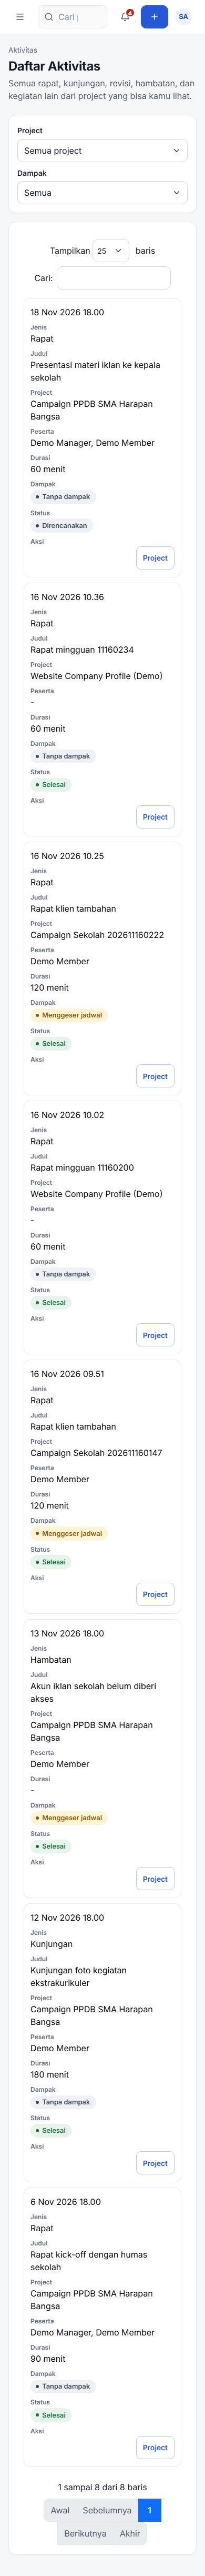 Cari
4
SA
Aktivitas
Daftar Aktivitas
Semua rapat, kunjungan, revisi, hambatan, dan
kegiatan lain dari project yang bisa kamu lihat.
Project
Semua project
Dampak
Semua
Tampilkan 25 baris
Cari:
18 Nov 2026 18.00
Jenis
Rapat
Judul
Presentasi materi iklan ke kepala
sekolah
Project
Campaign PPDB SMA Harapan
Bangsa
Peserta
Demo Manager, Demo Member
Durasi
60 menit
Dampak
Tanpa dampak
Status
Direncanakan
Aksi
Project
16 Nov 2026 10.36
Jenis
Rapat
Judul
Rapat mingguan 11160234
Project
Website Company Profile (Demo)
Peserta
-
Durasi
60 menit
Dampak
Tanpa dampak
Status
Selesai
Aksi
Project
16 Nov 2026 10.25
Jenis
Rapat
Judul
Rapat klien tambahan
Project
Campaign Sekolah 202611160222
Peserta
Demo Member
Durasi
120 menit
Dampak
Menggeser jadwal
Status
Selesai
Aksi
Project
16 Nov 2026 10.02
Jenis
Rapat
Judul
Rapat mingguan 11160200
Project
Website Company Profile (Demo)
Peserta
-
Durasi
60 menit
Dampak
Tanpa dampak
Status
Selesai
Aksi
Project
16 Nov 2026 09.51
Jenis
Rapat
Judul
Rapat klien tambahan
Project
Campaign Sekolah 202611160147
Peserta
Demo Member
Durasi
120 menit
Dampak
Menggeser jadwal
Status
Selesai
Aksi
Project
13 Nov 2026 18.00
Jenis
Hambatan
Judul
Akun iklan sekolah belum diberi
akses
Project
Campaign PPDB SMA Harapan
Bangsa
Peserta
Demo Member
Durasi
-
Dampak
Menggeser jadwal
Status
Selesai
Aksi
Project
12 Nov 2026 18.00
Jenis
Kunjungan
Judul
Kunjungan foto kegiatan
ekstrakurikuler
Project
Campaign PPDB SMA Harapan
Bangsa
Peserta
Demo Member
Durasi
180 menit
Dampak
Tanpa dampak
Status
Selesai
Aksi
Project
6 Nov 2026 18.00
Jenis
Rapat
Judul
Rapat kick-off dengan humas
sekolah
Project
Campaign PPDB SMA Harapan
Bangsa
Peserta
Demo Manager, Demo Member
Durasi
90 menit
Dampak
Tanpa dampak
Status
Selesai
Aksi
Project
1 sampai 8 dari 8 baris
Awal Sebelumnya 1
Berikutnya Akhir